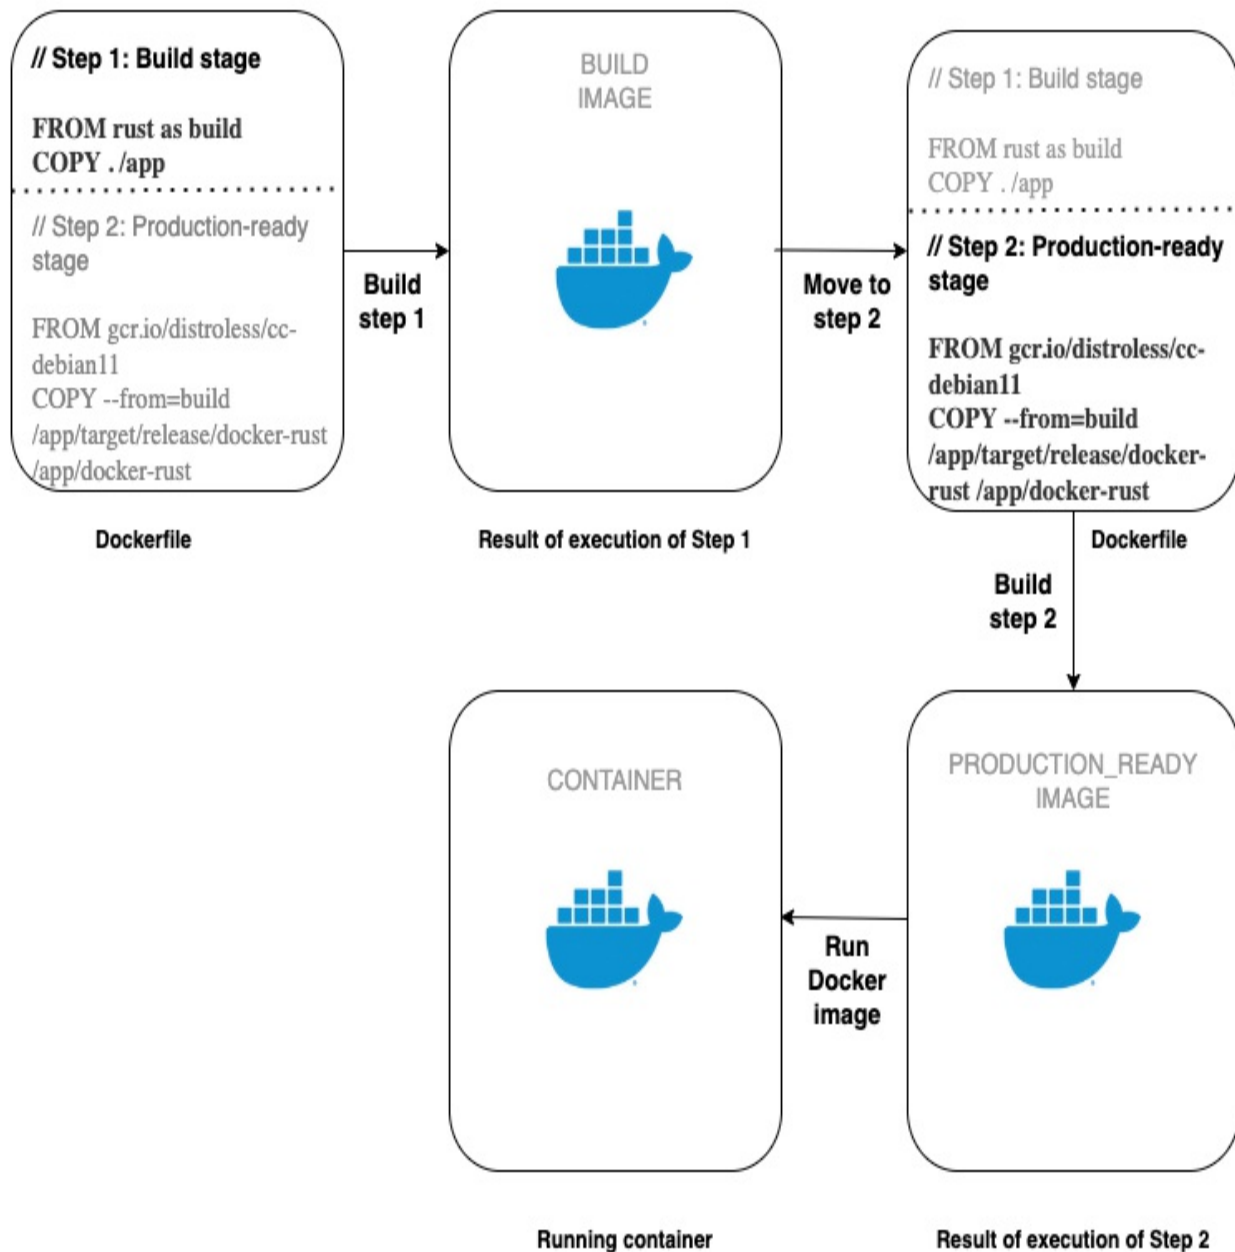 // Step 1: Build stage
FROM rust as build
COPY . /app
// Step 2: Production-ready
stage
FROM gcr.io/distroless/cc-
debian11
COPY --from=build
/app/target/release/docker-rust
/app/docker-rust
Dockerfile
Build
step 1
BUILD
IMAGE
Result of execution of Step 1
Move to
step 2
// Step 1: Build stage
FROM rust as build
COPY . /app
// Step 2: Production-ready
stage
FROM gcr.io/distroless/cc-
debian11
COPY --from=build
/app/target/release/docker-
rust /app/docker-rust
Dockerfile
Build
step 2
PRODUCTION_READY
IMAGE
Result of execution of Step 2
Run
Docker
image
CONTAINER
Running container